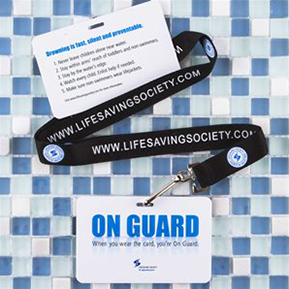 Drowning is fast, silent and preventable.
1. Never leave children alone near water.
2. Stay within arms' reach of toddlers and non swimmers.
3. Stay by the water's edge.
4. Watch every child. Enlist help if needed.
5. Make sure non swimmers wear lifejackets.
WWW.LIFESAVINGSOCIETY.COM
WWW.LIFESAVINGSOCIETY.COM
ON GUARD
When you wear the card, you're On Guard.
LIFESAVING SOCIETY